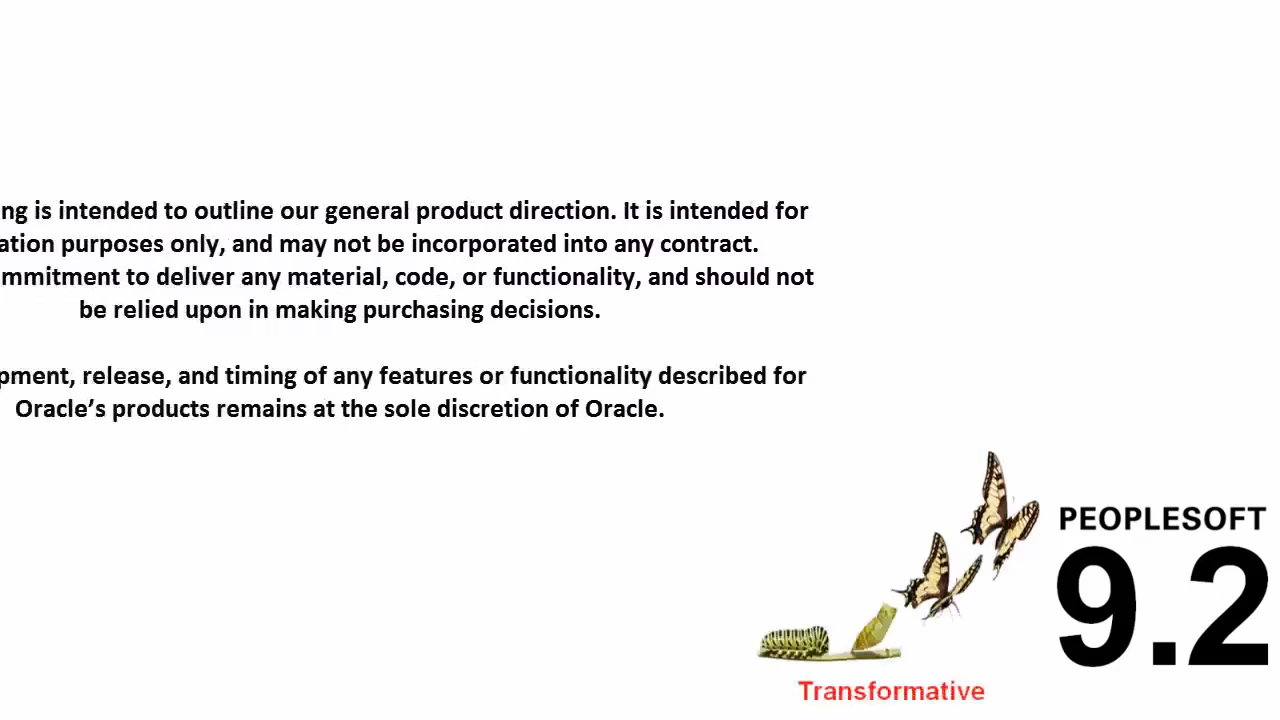 ng is intended to outline our general product direction. It is intended for
ation purposes only, and may not be incorporated into any contract.
mmitment to deliver any material, code, or functionality, and should not
be relied upon in making purchasing decisions.
pment, release, and timing of any features or functionality described for
Oracle’s products remains at the sole discretion of Oracle.
PEOPLESOFT
9.2
Transformative